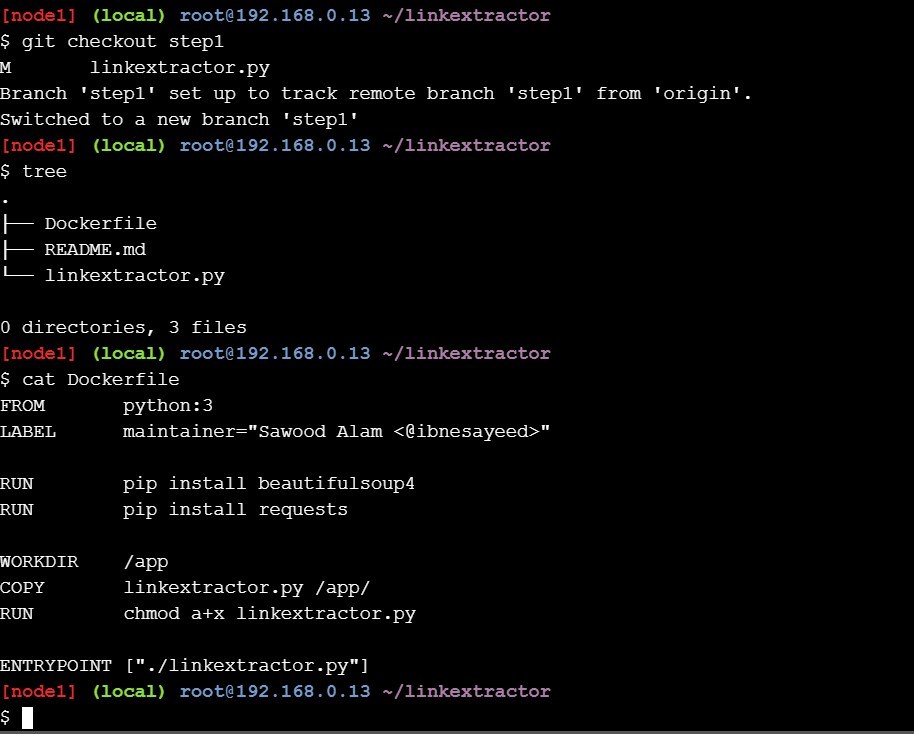 [node1] (local) root@192.168.0.13 ~/linkextractor
$ git checkout step1
M       linkextractor.py
Branch 'step1' set up to track remote branch 'step1' from 'origin'.
Switched to a new branch 'step1'
[node1] (local) root@192.168.0.13 ~/linkextractor
$ tree
.
├── Dockerfile
├── README.md
└── linkextractor.py

0 directories, 3 files
[node1] (local) root@192.168.0.13 ~/linkextractor
$ cat Dockerfile
FROM       python:3
LABEL      maintainer="Sawood Alam <@ibnesayeed>"

RUN        pip install beautifulsoup4
RUN        pip install requests

WORKDIR    /app
COPY       linkextractor.py /app/
RUN        chmod a+x linkextractor.py

ENTRYPOINT ["./linkextractor.py"]
[node1] (local) root@192.168.0.13 ~/linkextractor
$